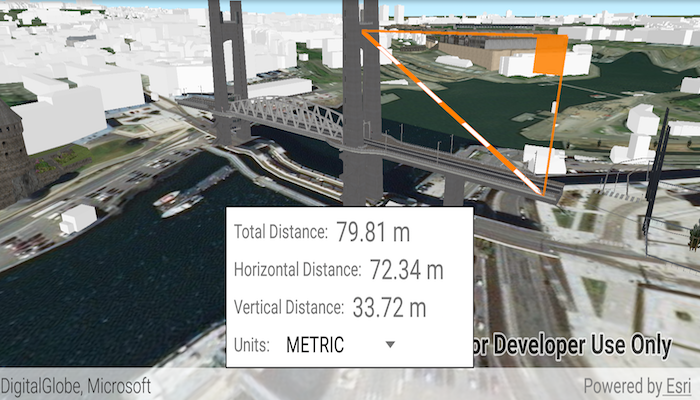 Total Distance: 79.81 m
Horizontal Distance: 72.34 m
Vertical Distance: 33.72 m
Units: METRIC
or Developer Use Only
DigitalGlobe, Microsoft
Powered by Esri